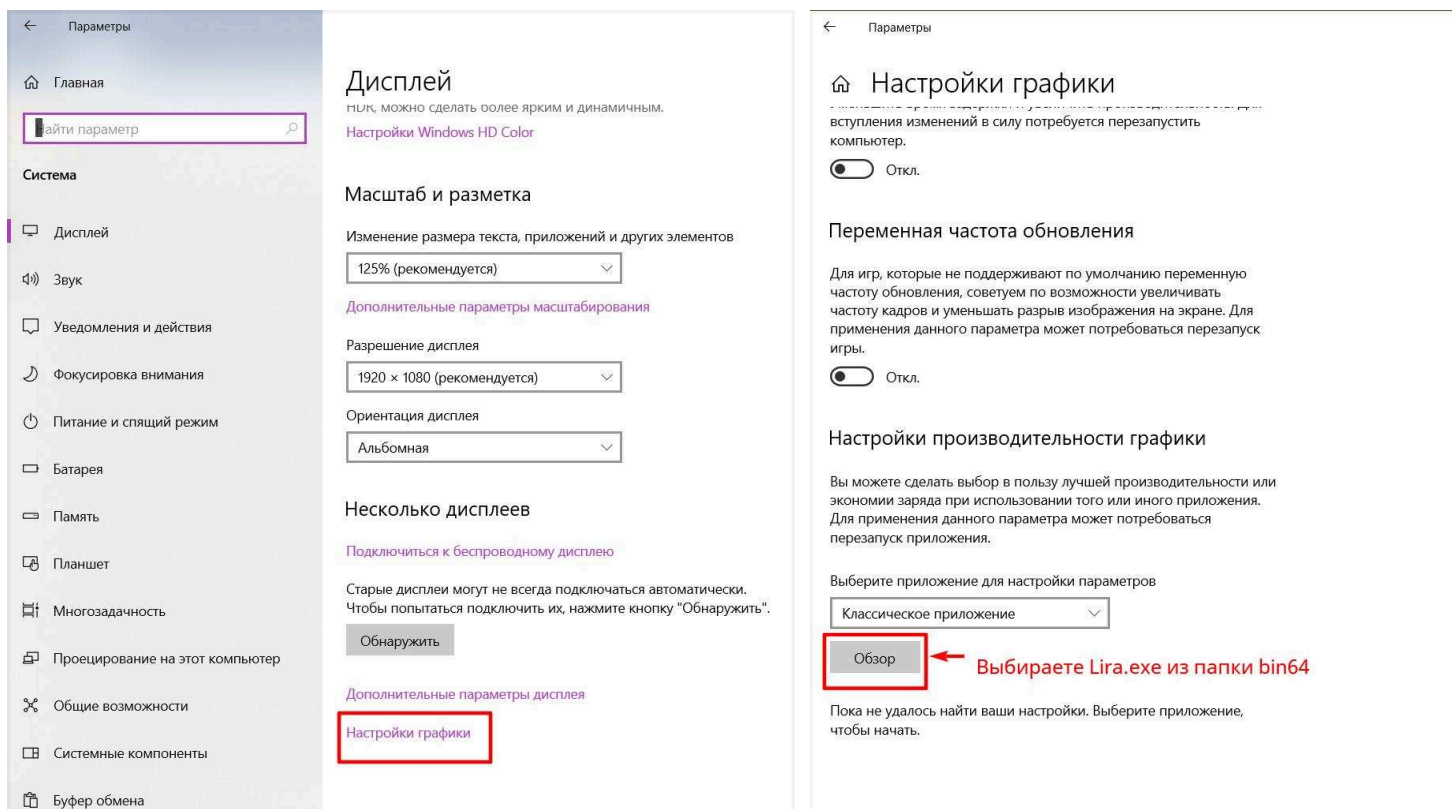 Параметры
Главная
Найти параметр
Система
Дисплей
Звук
Уведомления и действия
Фокусировка внимания
Питание и спящий режим
Батарея
Память
Планшет
Многозадачность
Проецирование на этот компьютер
Общие возможности
Системные компоненты
Буфер обмена
Дисплей
HDR, можно сделать более ярким и динамичным.
Настройки Windows HD Color
Масштаб и разметка
Изменение размера текста, приложений и других элементов
125% (рекомендуется)
Дополнительные параметры масштабирования
Разрешение дисплея
1920 × 1080 (рекомендуется)
Ориентация дисплея
Альбомная
Несколько дисплеев
Подключиться к беспроводному дисплею
Старые дисплеи могут не всегда подключаться автоматически.
Чтобы попытаться подключить их, нажмите кнопку "Обнаружить".
Обнаружить
Дополнительные параметры дисплея
Настройки графики
Параметры
Настройки графики
вступления изменений в силу потребуется перезапустить
компьютер.
Откл.
Переменная частота обновления
Для игр, которые не поддерживают по умолчанию переменную
частоту обновления, советуем по возможности увеличивать
частоту кадров и уменьшать разрыв изображения на экране. Для
применения данного параметра может потребоваться перезапуск
игры.
Откл.
Настройки производительности графики
Вы можете сделать выбор в пользу лучшей производительности или
экономии заряда при использовании того или иного приложения.
Для применения данного параметра может потребоваться
перезапуск приложения.
Выберите приложение для настройки параметров
Классическое приложение
Обзор
Выбираете Lira.exe из папки bin64
Пока не удалось найти ваши настройки. Выберите приложение,
чтобы начать.